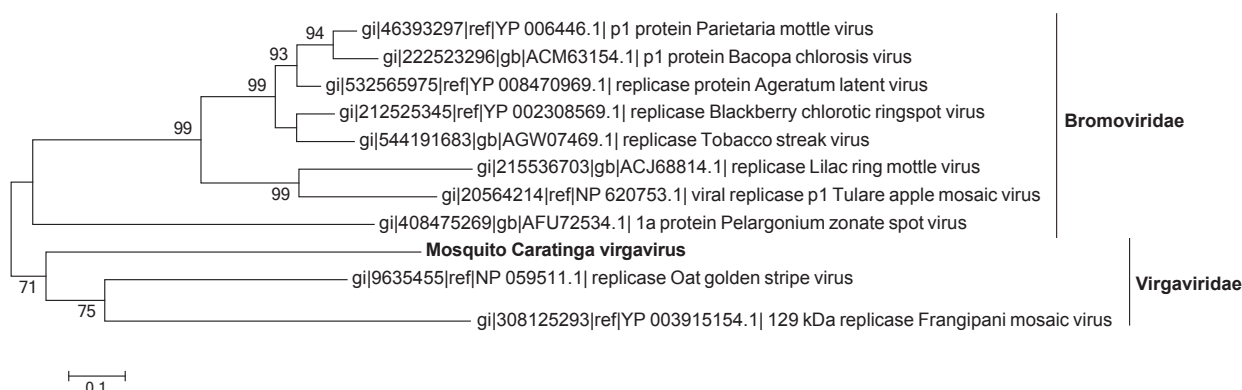 94
gi|46393297|ref|YP 006446.1| p1 protein Parietaria mottle virus
93
gi|222523296|gb|ACM63154.1| p1 protein Bacopa chlorosis virus
99
gi|532565975|ref|YP 008470969.1| replicase protein Ageratum latent virus
gi|212525345|ref|YP 002308569.1| replicase Blackberry chlorotic ringspot virus
Bromoviridae
99
gi|544191683|gb|AGW07469.1| replicase Tobacco streak virus
gi|215536703|gb|ACJ68814.1| replicase Lilac ring mottle virus
99
gi|20564214|ref|NP 620753.1| viral replicase p1 Tulare apple mosaic virus
gi|408475269|gb|AFU72534.1| 1a protein Pelargonium zonate spot virus
Mosquito Caratinga virgavirus
71
gi|9635455|ref|NP 059511.1| replicase Oat golden stripe virus
Virgaviridae
75
gi|308125293|ref|YP 003915154.1| 129 kDa replicase Frangipani mosaic virus
0.1